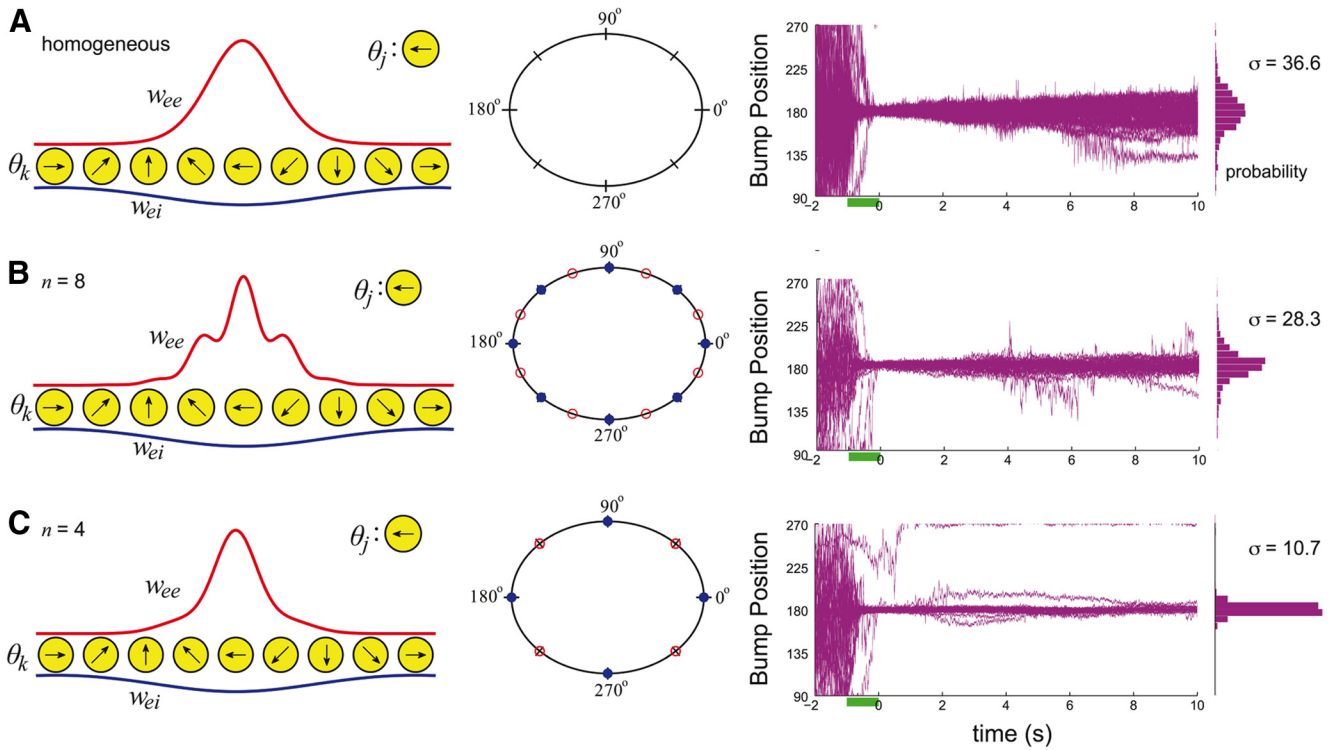 A
homogeneous
θj:
wee
θk
wei
90°
180°
0°
270°
Bump Position
270
225
180
135
90
-2 0 2 4 6 8 10
σ = 36.6
probability
B
n = 8
θj:
wee
θk
wei
90°
180°
0°
270°
Bump Position
270
225
180
135
90
-2 0 2 4 6 8 10
σ = 28.3
C
n = 4
θj:
wee
θk
wei
90°
180°
0°
270°
Bump Position
270
225
180
135
90
-2 0 2 4 6 8 10
time (s)
σ = 10.7